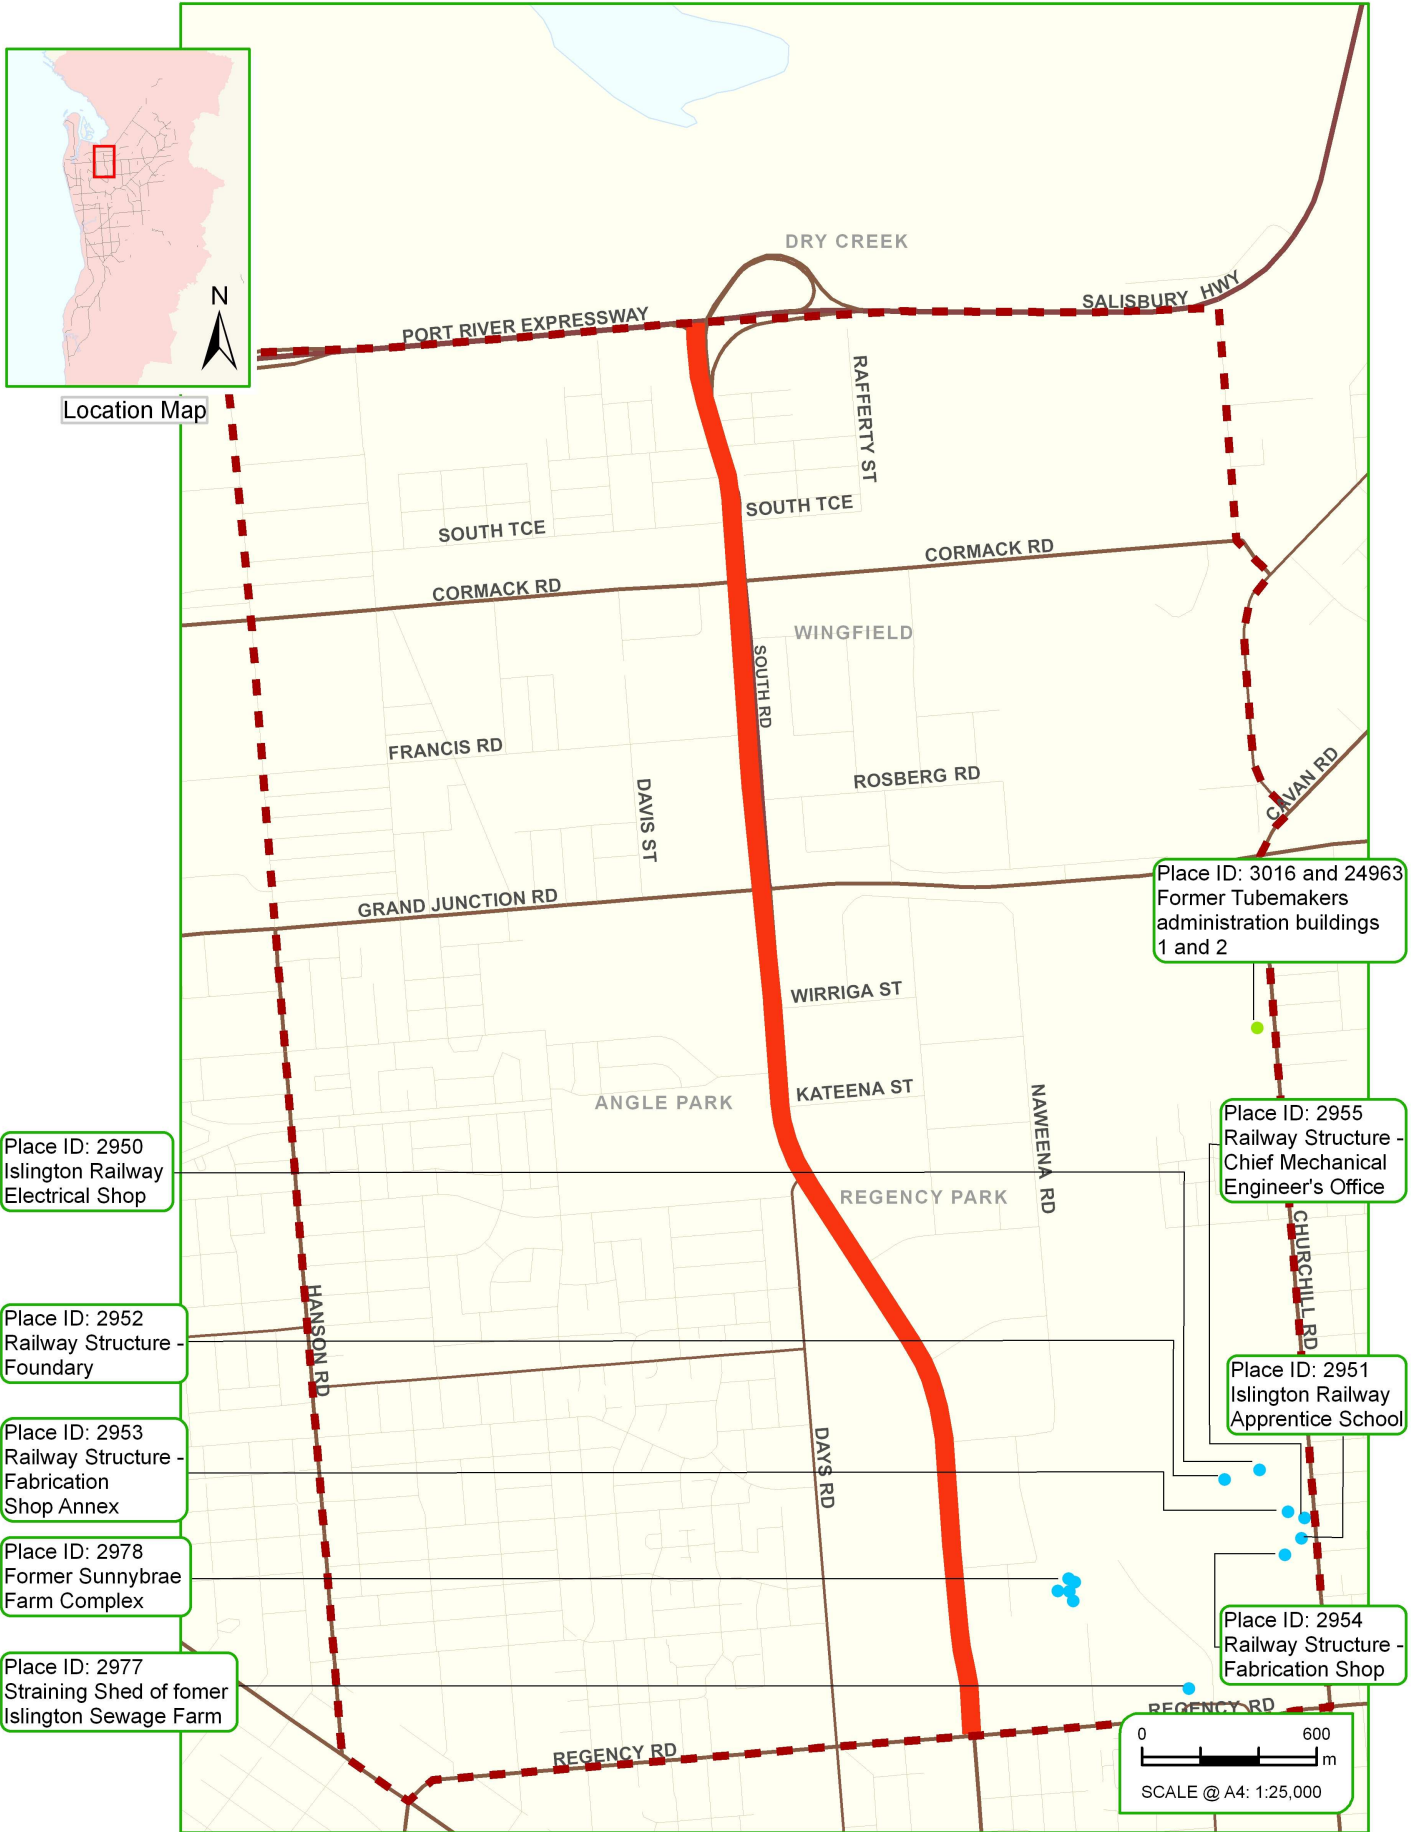 N
Location Map
DRY CREEK
SALISBURY HWY
PORT RIVER EXPRESSWAY
RAFFERTY ST
SOUTH TCE
SOUTH TCE
CORMACK RD
CORMACK RD
WINGFIELD
SOUTH RD
FRANCIS RD
ROSBERG RD
DAVIS ST
CAVAN RD
GRAND JUNCTION RD
Place ID: 3016 and 24963
Former Tubemakers
administration buildings
1 and 2
WIRRIGA ST
KATEENA ST
ANGLE PARK
NAWEENA RD
REGENCY PARK
Place ID: 2955
Railway Structure -
Chief Mechanical
Engineer's Office
Place ID: 2950
Islington Railway
Electrical Shop
CHURCHILL RD
HANSON RD
Place ID: 2952
Railway Structure -
Foundary
Place ID: 2951
Islington Railway
Apprentice School
Place ID: 2953
Railway Structure -
Fabrication
Shop Annex
DAYS RD
Place ID: 2978
Former Sunnybrae
Farm Complex
Place ID: 2954
Railway Structure -
Fabrication Shop
Place ID: 2977
Straining Shed of fomer
Islington Sewage Farm
REGENCY RD
REGENCY RD
0 600
m
SCALE @ A4: 1:25,000